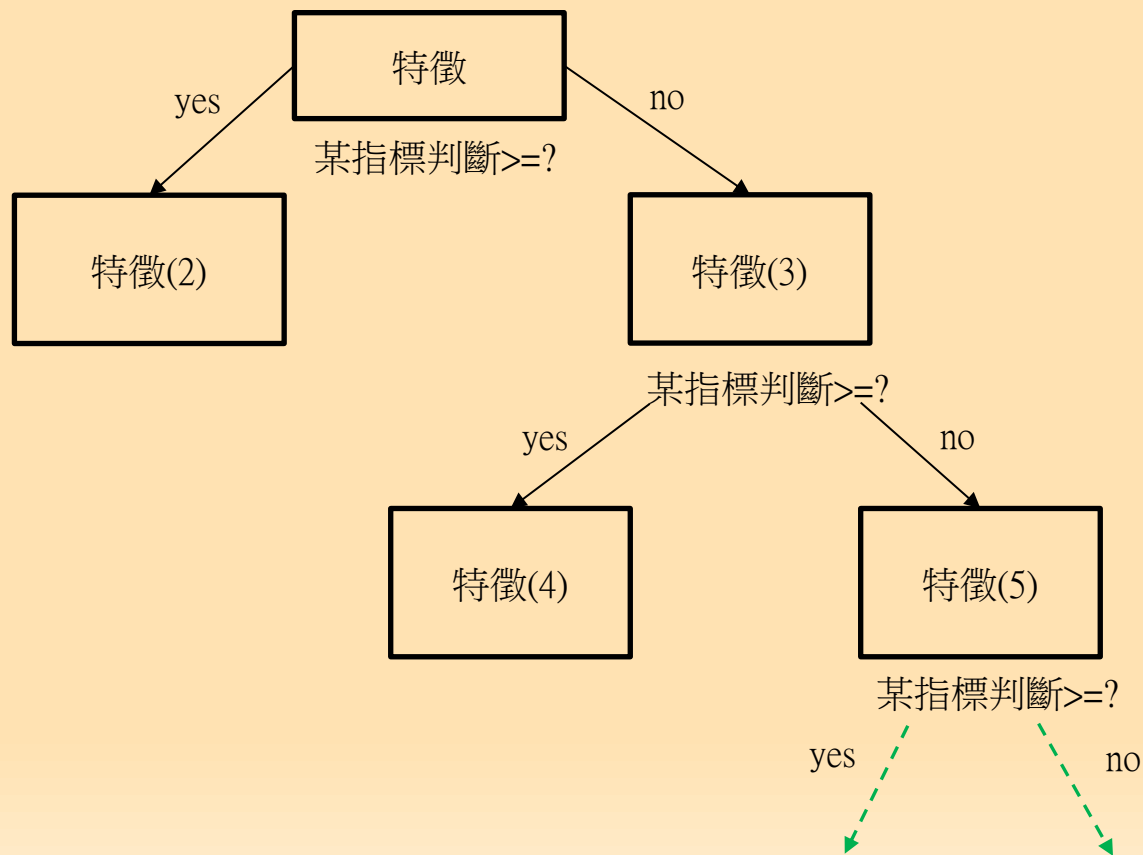 特徵
yes
no
某指標判斷>=?
特徵(2)
特徵(3)
某指標判斷>=?
yes
no
特徵(4)
特徵(5)
某指標判斷>=?
yes
no